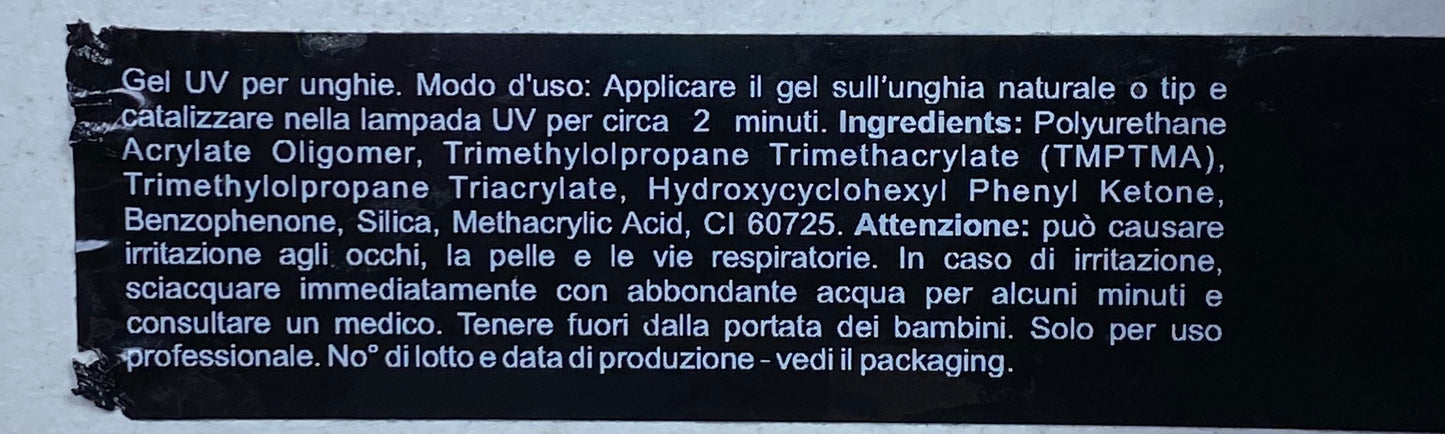 Gel UV per unghie. Modo d'uso: Applicare il gel sull'unghia naturale o tip e
catalizzare nella lampada UV per circa 2 minuti. Ingredients: Polyurethane
Acrylate Oligomer, Trimethylolpropane Trimethacrylate (TMPTMA),
Trimethylolpropane Triacrylate, Hydroxycyclohexyl Phenyl Ketone,
Benzophenone, Silica, Methacrylic Acid, CI 60725. Attenzione: può causare
irritazione agli occhi, la pelle e le vie respiratorie. In caso di irritazione,
sciacquare immediatamente con abbondante acqua per alcuni minuti e
consultare un medico. Tenere fuori dalla portata dei bambini. Solo per uso
professionale. No° di lotto e data di produzione - vedi il packaging.